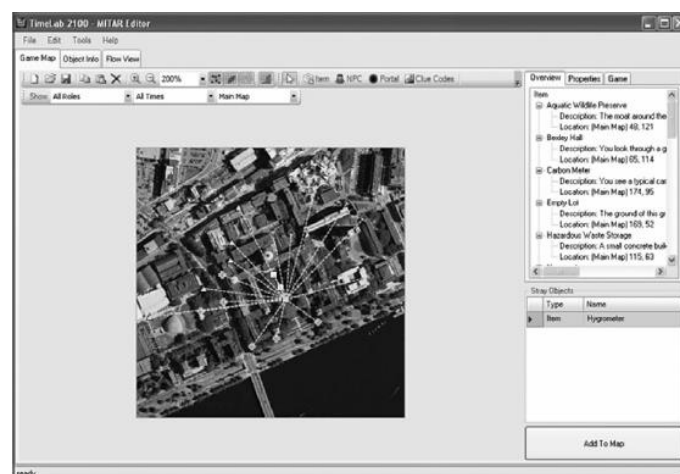 TimeLab 2100 - MITAR Editor
File Edit Tools Help
Game Map Object Info Flow View
200% Item NPC Portal Clue Codes
Show All Roles All Times Main Map
Overview Properties Game
Item
Aquatic Wildlife Preserve
Description: The moat around the
Location: (Main Map) 48, 121
Bexley Hall
Description: You look through a g
Location: (Main Map) 65, 114
Carbon Meter
Description: You see a typical car
Location: (Main Map) 174, 95
Empty Lot
Description: The ground of this gr
Location: (Main Map) 169, 52
Hazardous Waste Storage
Description: A small concrete buil
Location: (Main Map) 115, 63
Stray Objects
Type Name
Item Hygrometer
Add To Map
ready